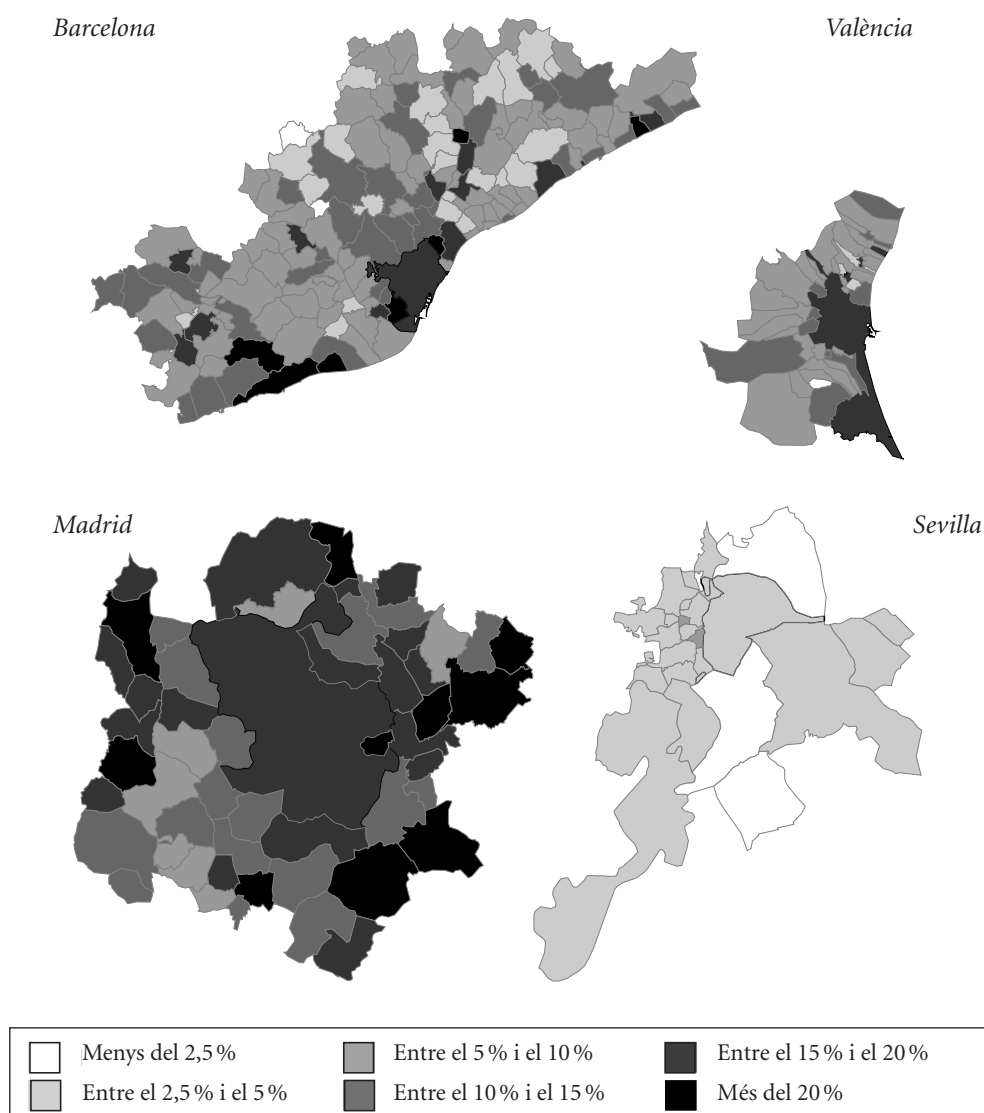 Barcelona
València
Madrid
Sevilla
Menys del 2,5 %
Entre el 5 % i el 10 %
Entre el 15 % i el 20 %
Entre el 2,5 % i el 5 %
Entre el 10 % i el 15 %
Més del 20 %